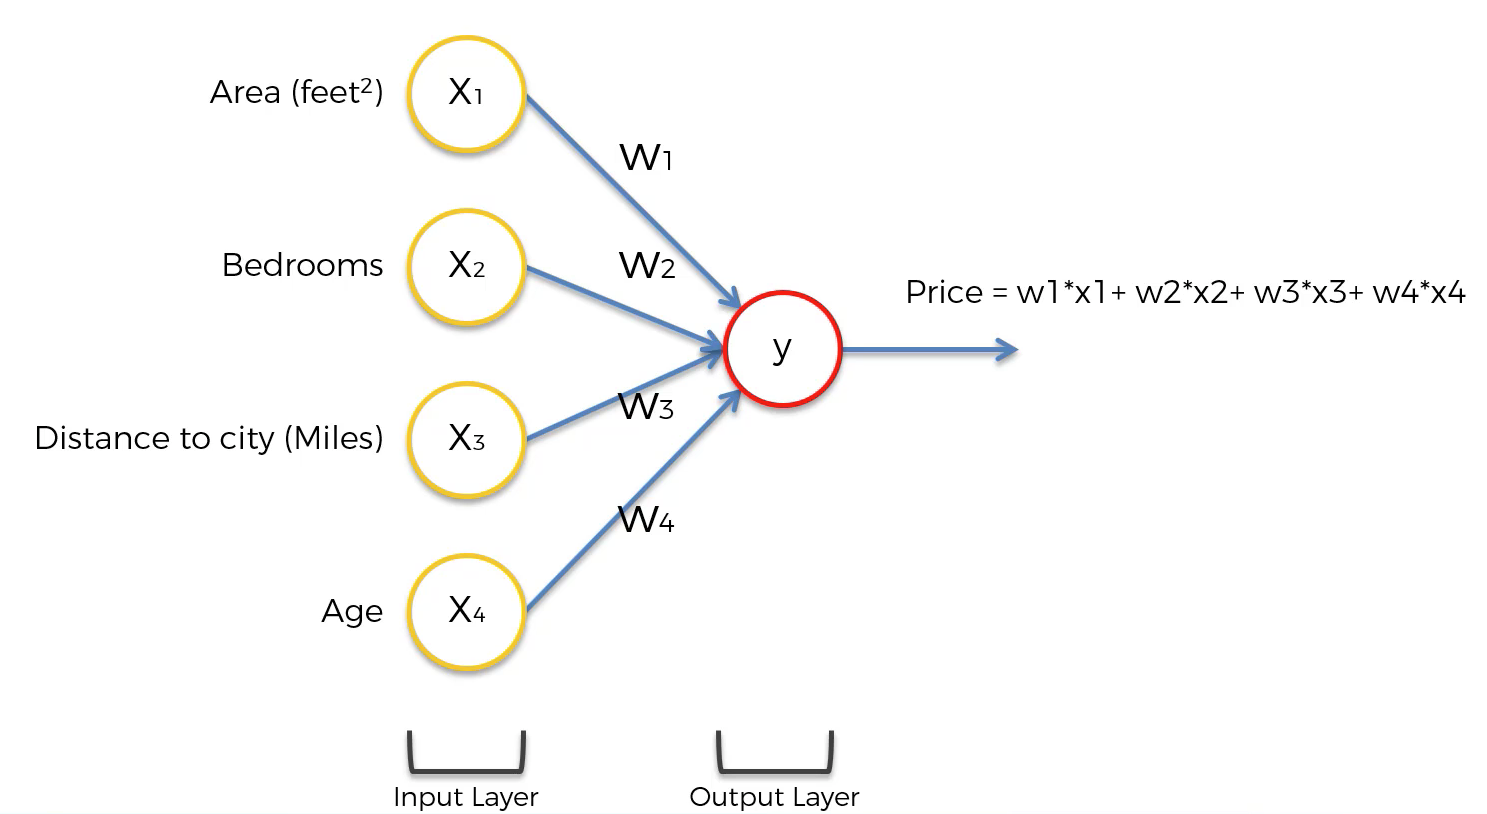 Area (feet²)
X₁
W₁
Bedrooms
X₂
W₂
Price = w1*x1+ w2*x2+ w3*x3+ w4*x4
y
Distance to city (Miles)
X₃
W₃
W₄
Age
X₄
Input Layer
Output Layer